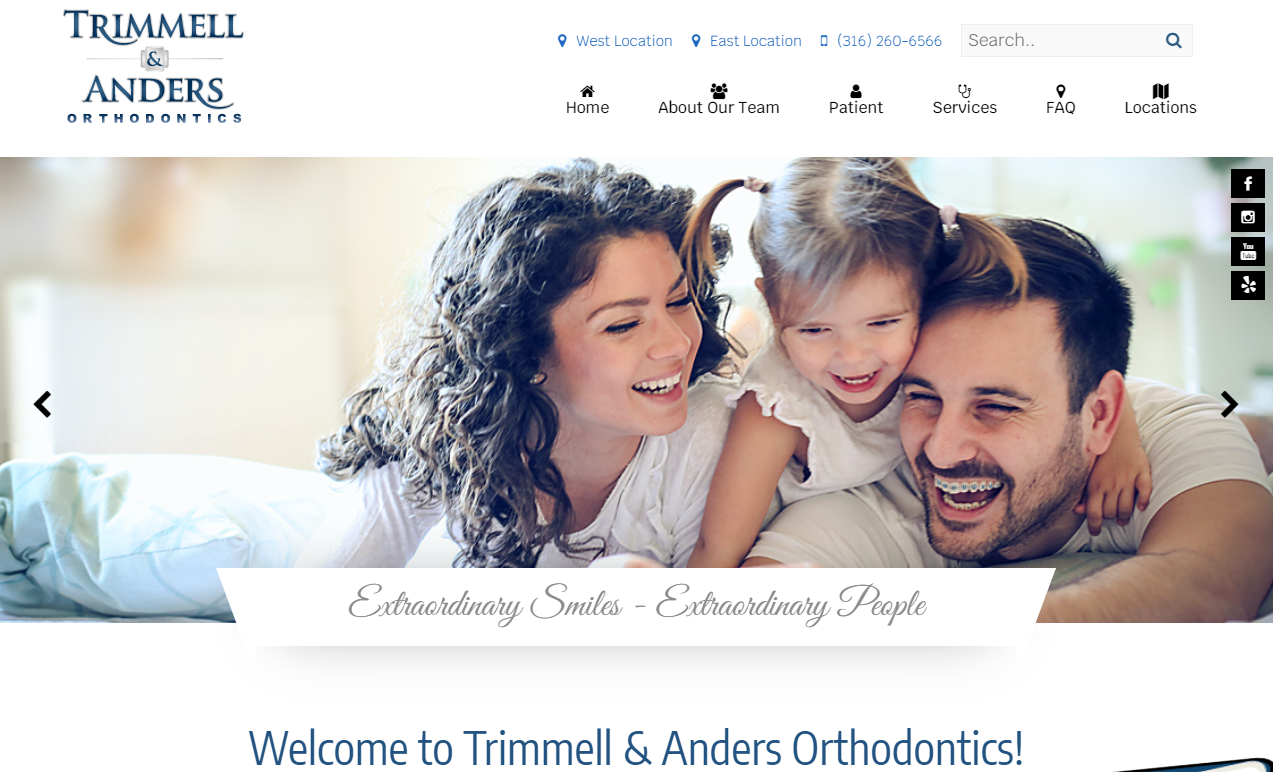 TRIMMELL
&
ANDERS
ORTHODONTICS
West Location East Location (316) 260-6566 Search..
Home About Our Team Patient Services FAQ Locations
You
Tube
Extraordinary Smiles - Extraordinary People
Welcome to Trimmell & Anders Orthodontics!